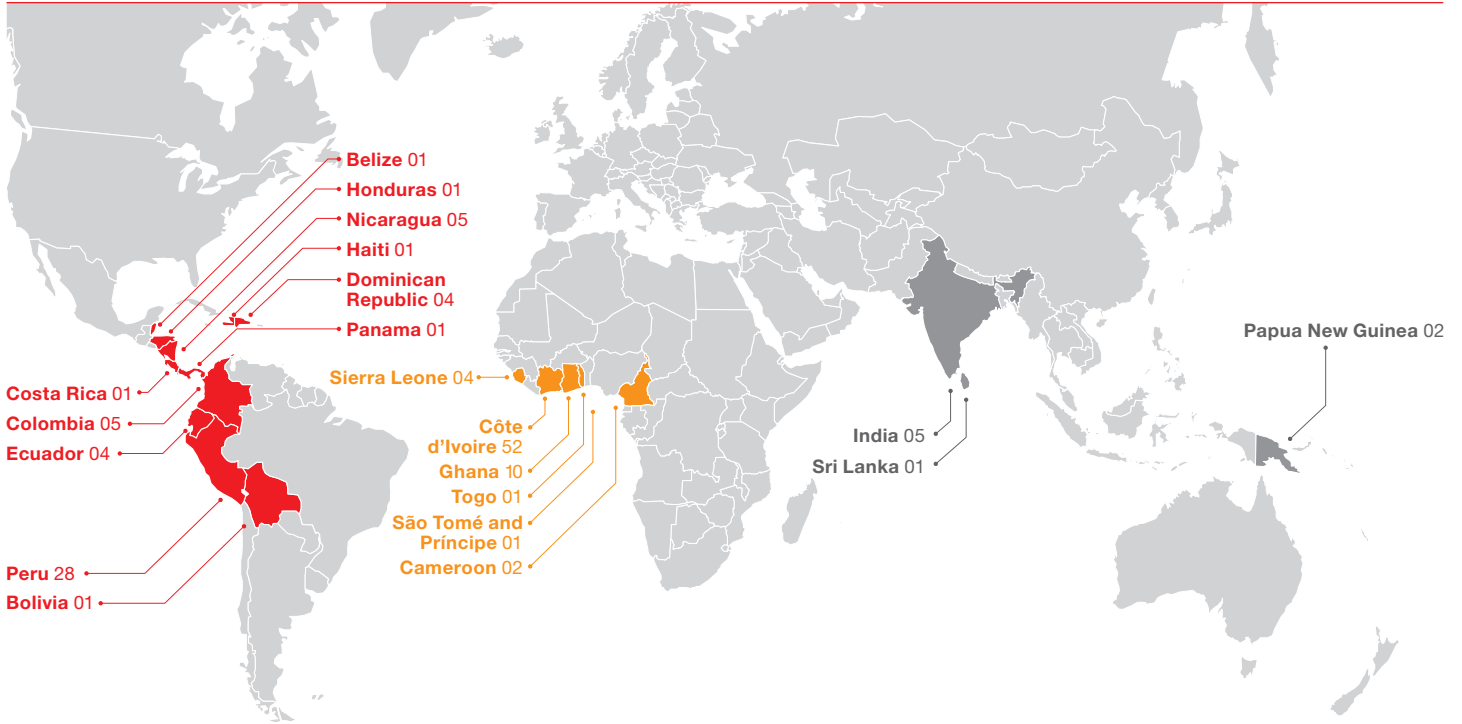 Belize 01
Honduras 01
Nicaragua 05
Haiti 01
Dominican
Republic 04
Panama 01
Costa Rica 01
Colombia 05
Ecuador 04
Peru 28
Bolivia 01
Sierra Leone 04
Côte
d'Ivoire 52
Ghana 10
Togo 01
São Tomé and
Príncipe 01
Cameroon 02
India 05
Sri Lanka 01
Papua New Guinea 02